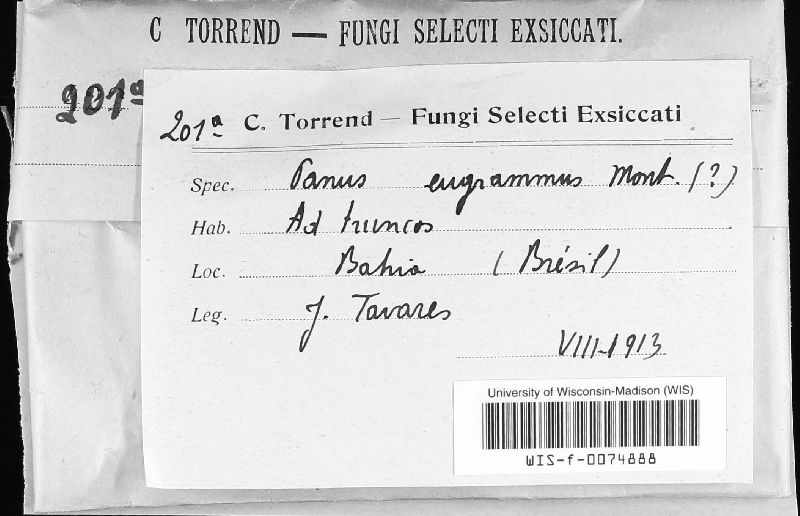 C TORREND — FUNGI SELECTI EXSICCATI.
201a
201a C. Torrend — Fungi Selecti Exsiccati
Spec. Panus eugrammus Mont. (?)
Hab. Ad truncos
Loc. Bahia (Brésil)
Leg. J. Tavares
VIII-1913
University of Wisconsin-Madison (WIS)
WIS-f-0074888